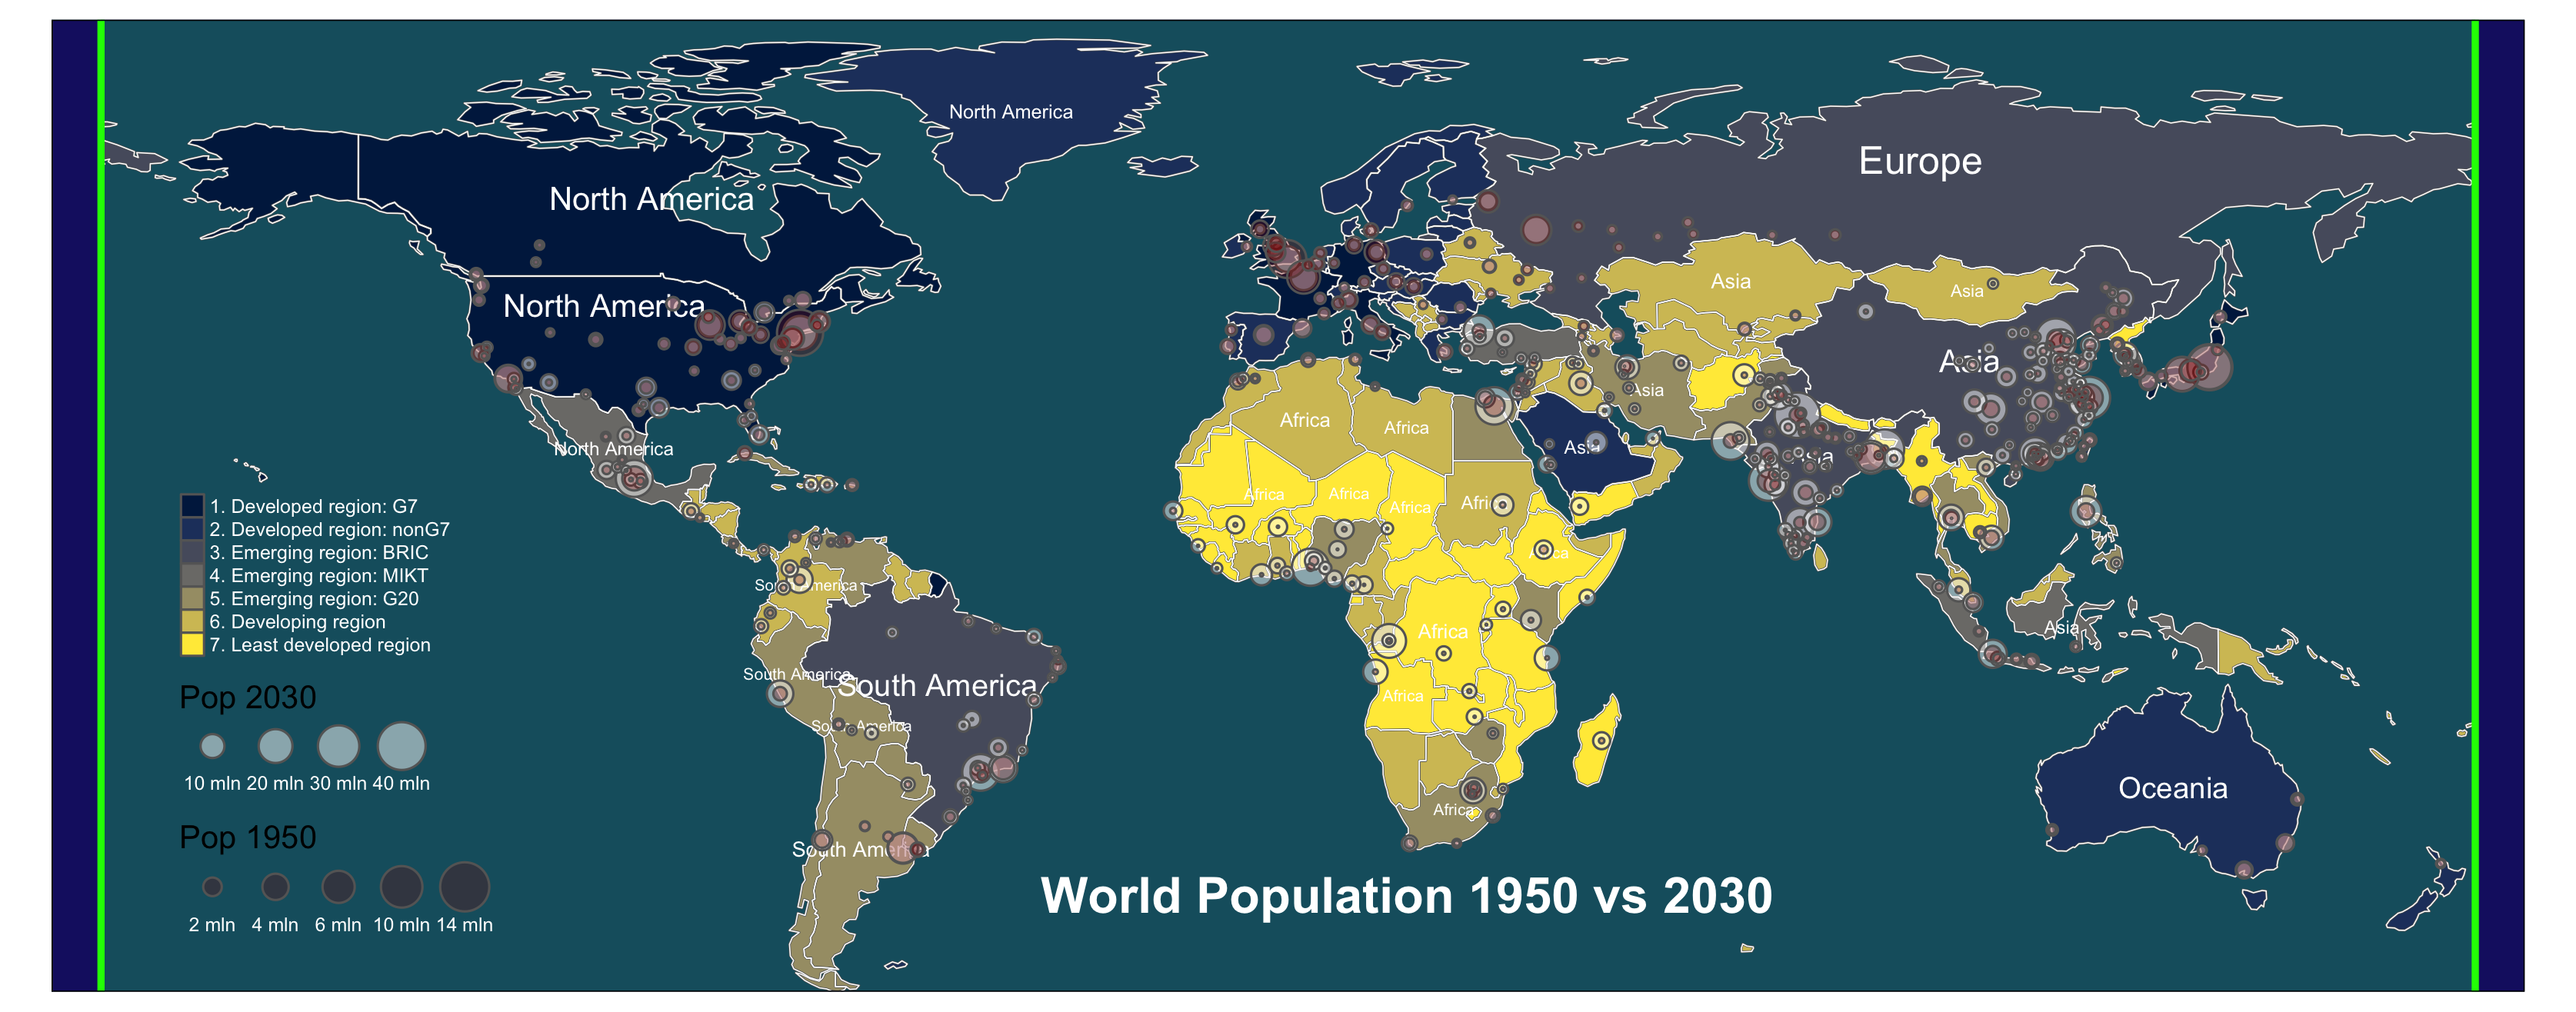 North America
Europe
North America
Asia
Asia
North America
Asia
Asia
Africa
Africa
Asia
North America
Asia
Africa
Africa
Africa
Africa
1. Developed region: G7
2. Developed region: nonG7
3. Emerging region: BRIC
4. Emerging region: MIKT
5. Emerging region: G20
6. Developing region
7. Least developed region
Africa
South America
Africa
Asia
South America
South America
Africa
Pop 2030
South America
10 mln 20 mln 30 mln 40 mln
Oceania
Africa
Pop 1950
South America
2 mln 4 mln 6 mln 10 mln 14 mln
World Population 1950 vs 2030